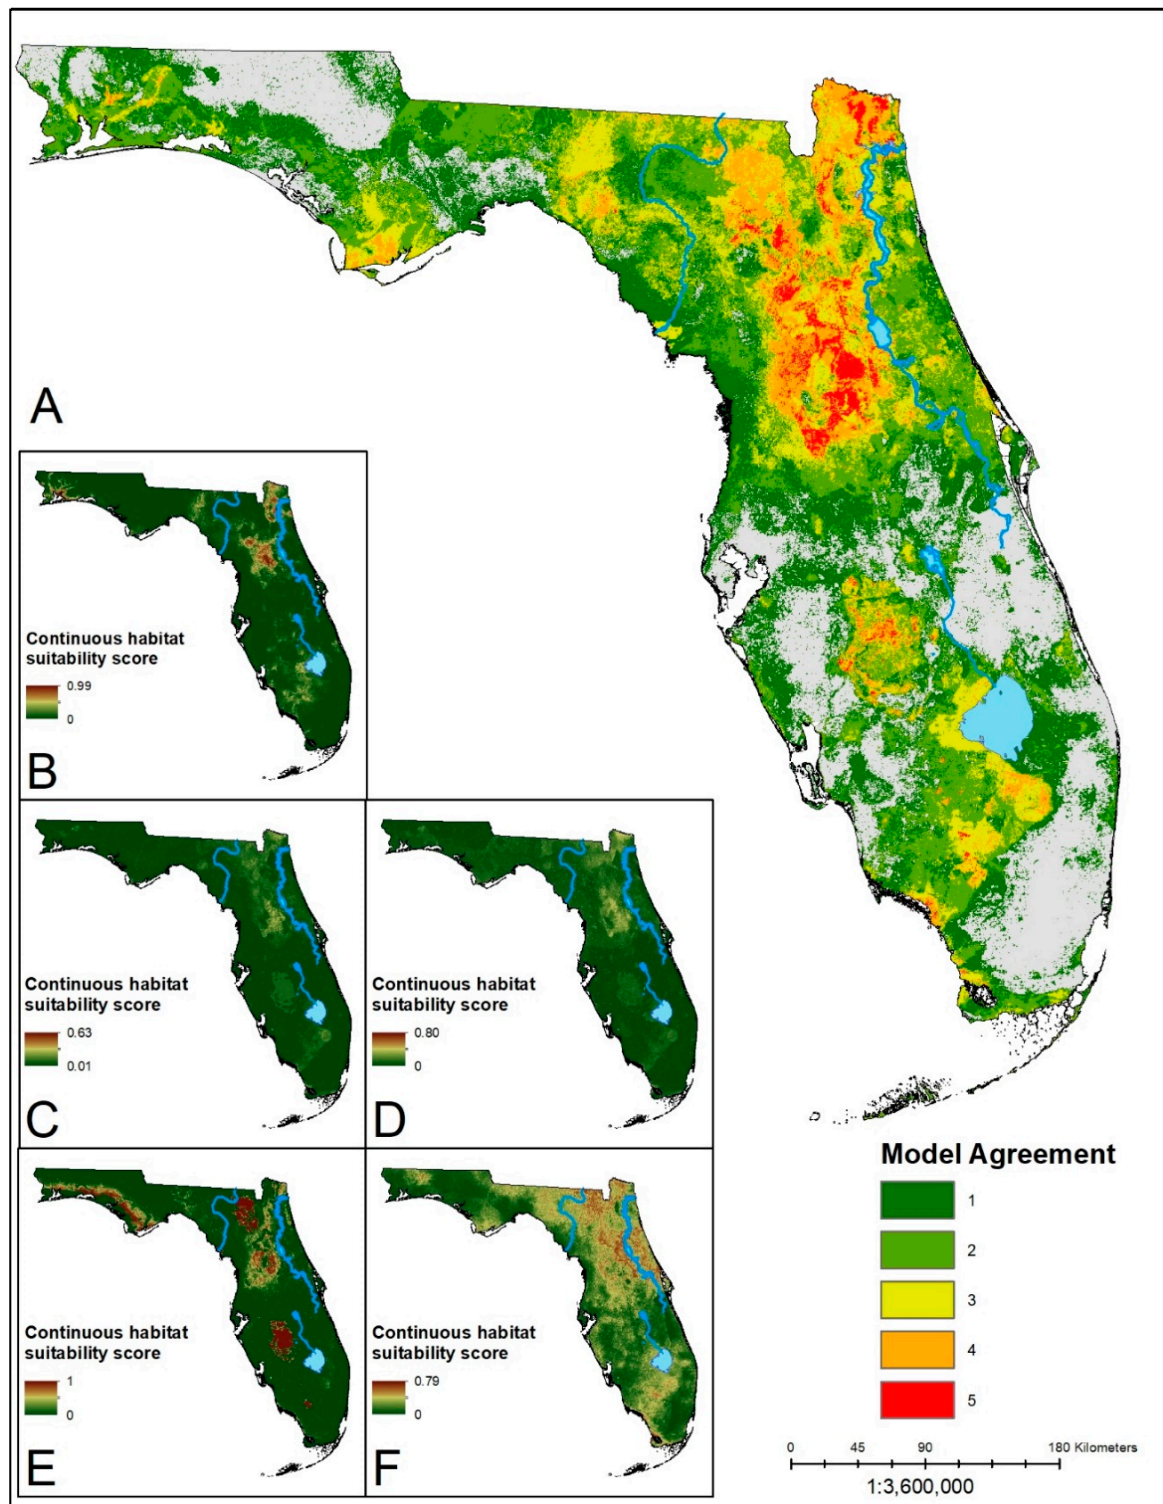 A
Continuous habitat
suitability score
0.99
0
B
Continuous habitat
suitability score
0.63
0.01
C
Continuous habitat
suitability score
0.80
0
D
Continuous habitat
suitability score
1
0
E
Continuous habitat
suitability score
0.79
0
F
Model Agreement
1
2
3
4
5
0 45 90 180 Kilometers
1:3,600,000